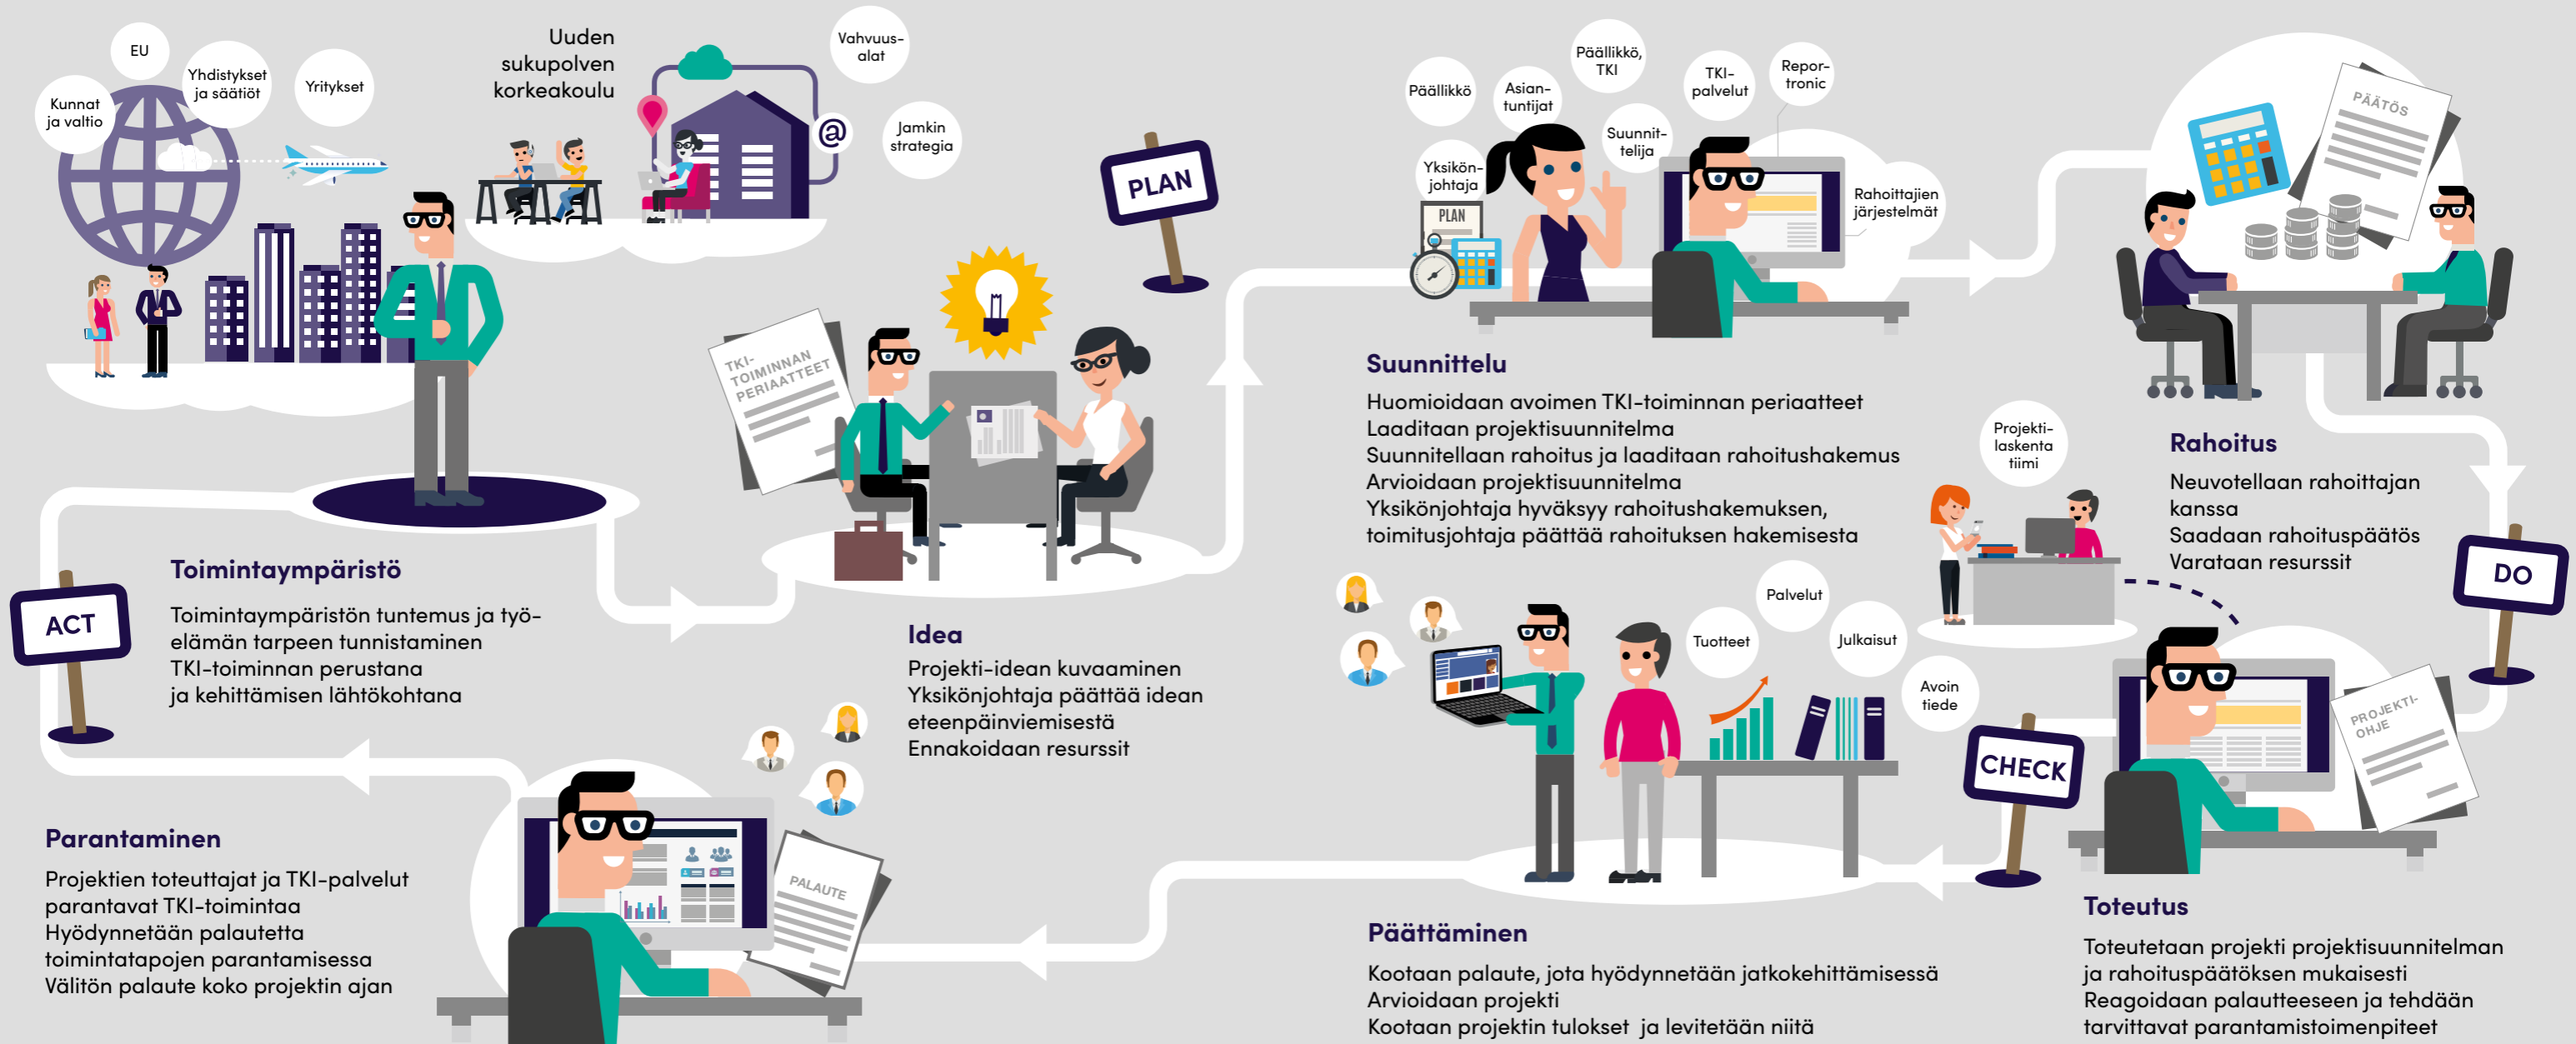 EU
Kunnat
ja valtio
Yhdistykset
ja säätiöt
Yritykset
Uuden
sukupolven
korkeakoulu
Vahvuus-
alat
@
Jamkin
strategia
Toimintaympäristö
Toimintaympäristön tuntemus ja työ-
elämän tarpeen tunnistaminen
TKI-toiminnan perustana
ja kehittämisen lähtökohtana
TKI-
TOIMINNAN
PERIAATTEET
Idea
Projekti-idean kuvaaminen
Yksikönjohtaja päättää idean
eteenpäinviemisestä
Ennakoidaan resurssit
PLAN
Päällikkö
Asian-
tuntijat
Päällikkö,
TKI
Suunnit-
telija
Yksikön-
johtaja
PLAN
TKI-
palvelut
Repor-
tronic
Rahoittajien
järjestelmät
Suunnittelu
Huomioidaan avoimen TKI-toiminnan periaatteet
Laaditaan projektisuunnitelma
Suunnitellaan rahoitus ja laaditaan rahoitushakemus
Arvioidaan projektisuunnitelma
Yksikönjohtaja hyväksyy rahoitushakemuksen,
toimitusjohtaja päättää rahoituksen hakemisesta
PÄÄTÖS
Rahoitus
Neuvotellaan rahoittajan
kanssa
Saadaan rahoituspäätös
Varataan resurssit
DO
Projekti-
laskenta
tiimi
PROJEKTI-
OHJE
Toteutus
Toteutetaan projekti projektisuunnitelman
ja rahoituspäätöksen mukaisesti
Reagoidaan palautteeseen ja tehdään
tarvittavat parantamistoimenpiteet
CHECK
Tuotteet
Palvelut
Julkaisut
Avoin
tiede
Päättäminen
Kootaan palaute, jota hyödynnetään jatkokehittämisessä
Arvioidaan projekti
Kootaan projektin tulokset ja levitetään niitä
PALAUTE
Parantaminen
Projektien toteuttajat ja TKI-palvelut
parantavat TKI-toimintaa
Hyödynnetään palautetta
toimintatapojen parantamisessa
Välitön palaute koko projektin ajan
ACT